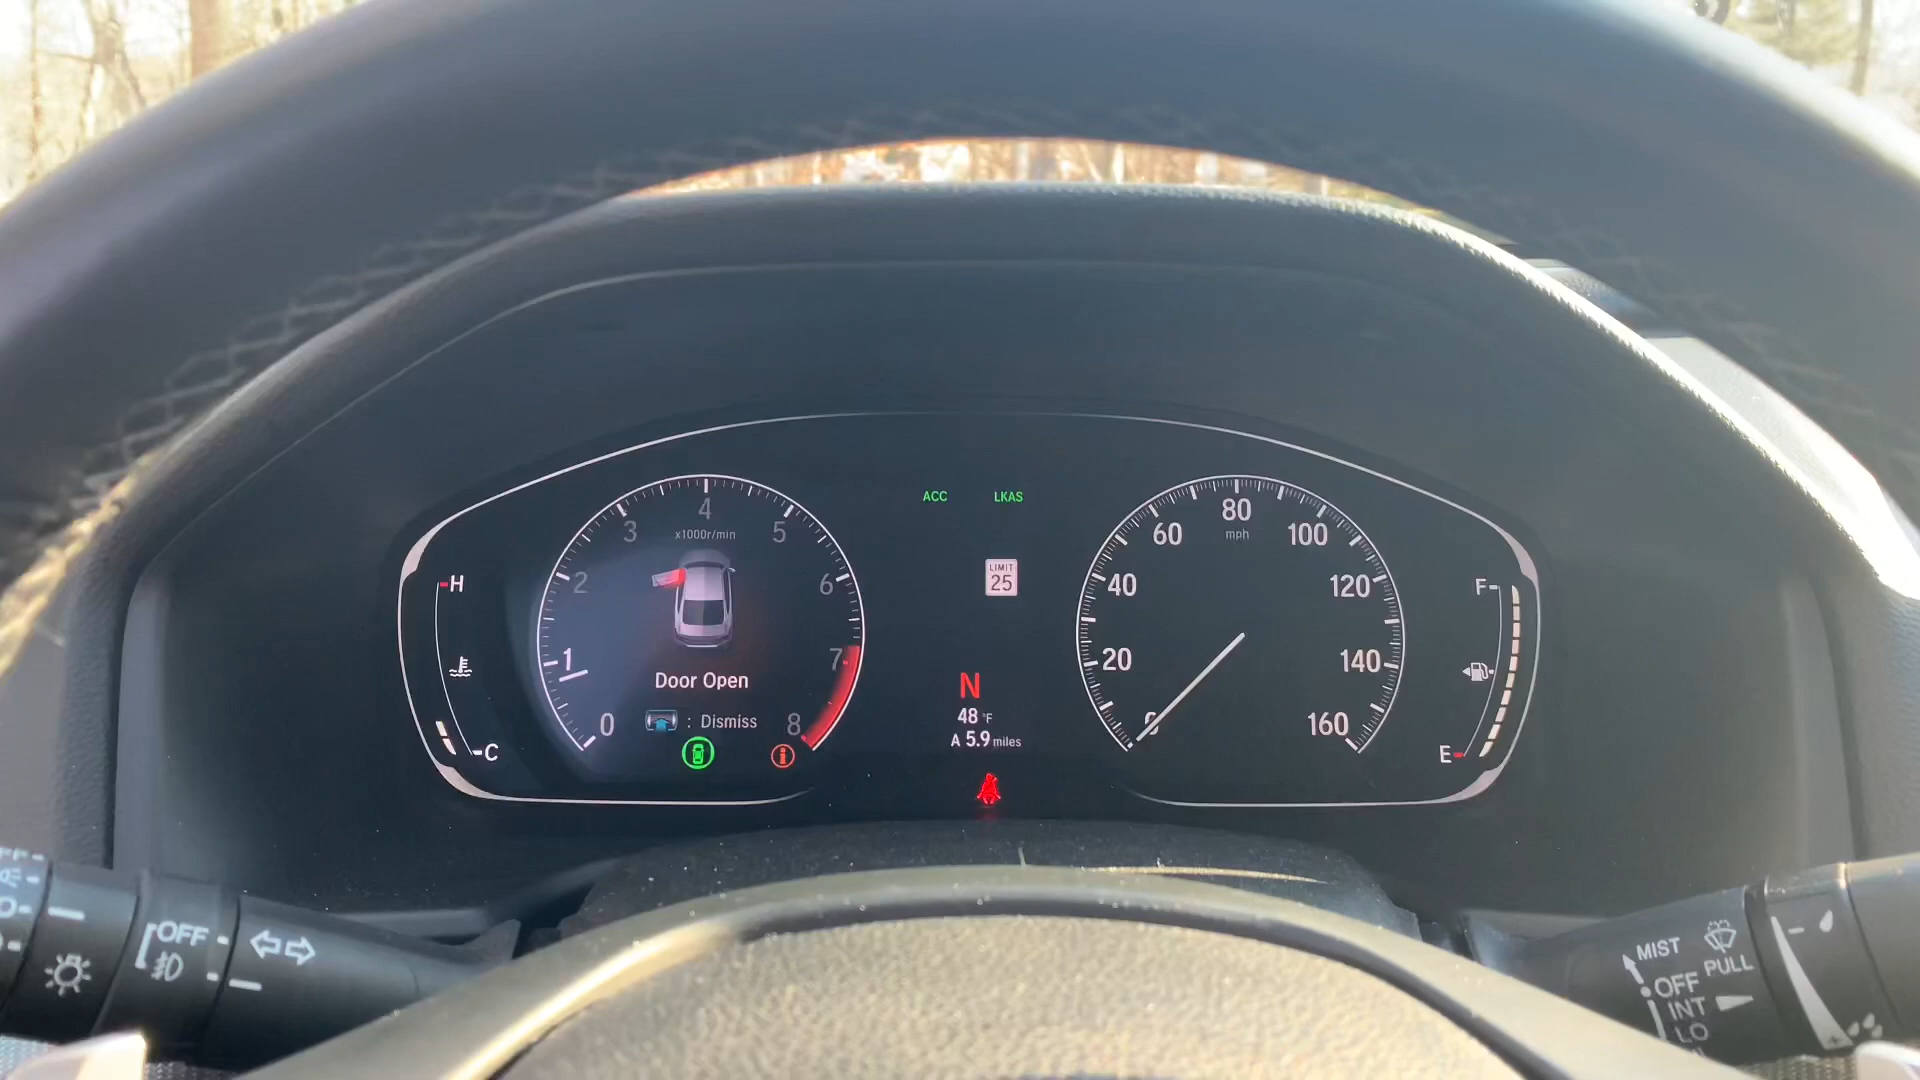 ACC LKAS
4
3 5
x1000r/min
2 6
1 7
0 8
Door Open
: Dismiss
H
C
LIMIT
25
N
48 °F
A 5.9 miles
80
60 100
mph
40 120
20 140
0 160
F
E
OFF
MIST
PULL
OFF
INT
LO